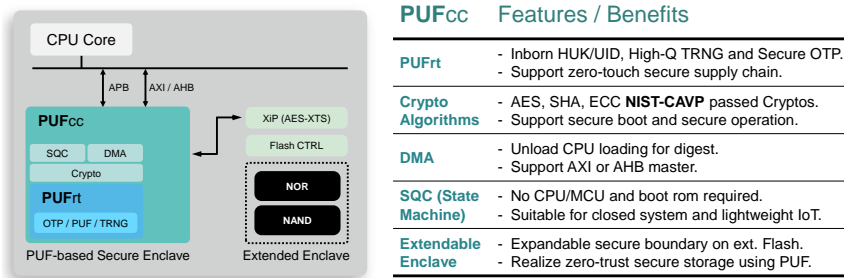 CPU Core
APB
AXI / AHB
PUFcc
SQC
DMA
Crypto
PUFrt
OTP / PUF / TRNG
PUF-based Secure Enclave
XiP (AES-XTS)
Flash CTRL
NOR
NAND
Extended Enclave
PUFcc Features / Benefits
PUFrt
- Inborn HUK/UID, High-Q TRNG and Secure OTP.
- Support zero-touch secure supply chain.
Crypto
Algorithms
- AES, SHA, ECC NIST-CAVP passed Cryptos.
- Support secure boot and secure operation.
DMA
- Unload CPU loading for digest.
- Support AXI or AHB master.
SQC (State
Machine)
- No CPU/MCU and boot rom required.
- Suitable for closed system and lightweight IoT.
Extendable
Enclave
- Expandable secure boundary on ext. Flash.
- Realize zero-trust secure storage using PUF.